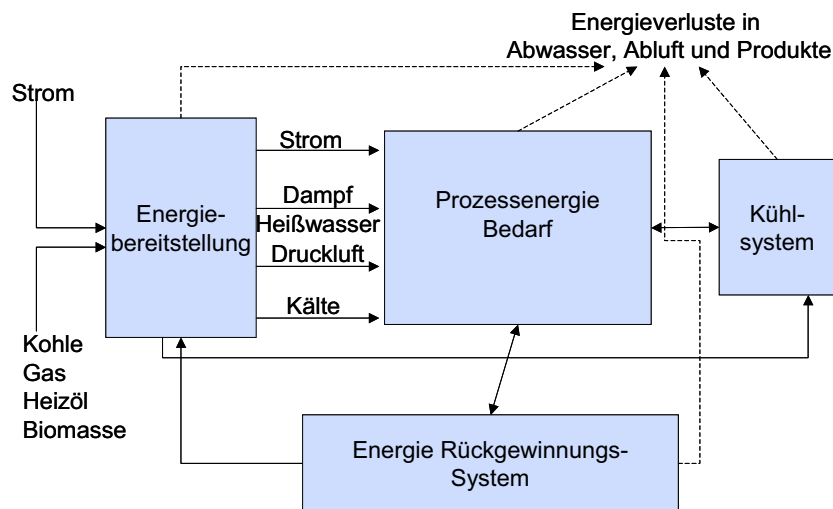 Energieverluste in
Abwasser, Abluft und Produkte
Strom
Strom
Dampf
Heißwasser
Druckluft
Kälte
Energie-
bereitstellung
Prozessenergie
Bedarf
Kühl-
system
Kohle
Gas
Heizöl
Biomasse
Energie Rückgewinnungs-
System